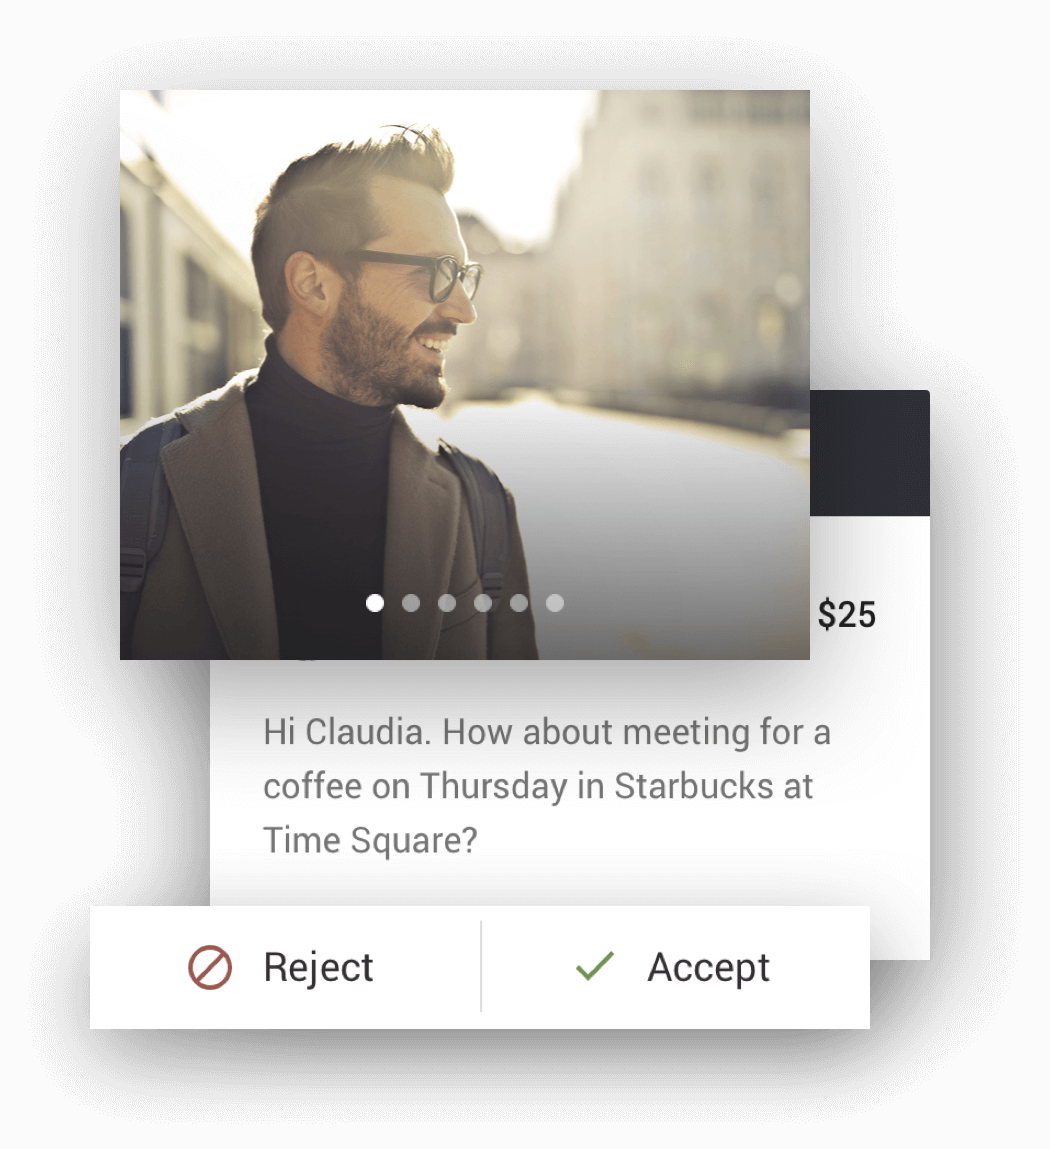 $25
Hi Claudia. How about meeting for a
coffee on Thursday in Starbucks at
Time Square?
Reject
Accept